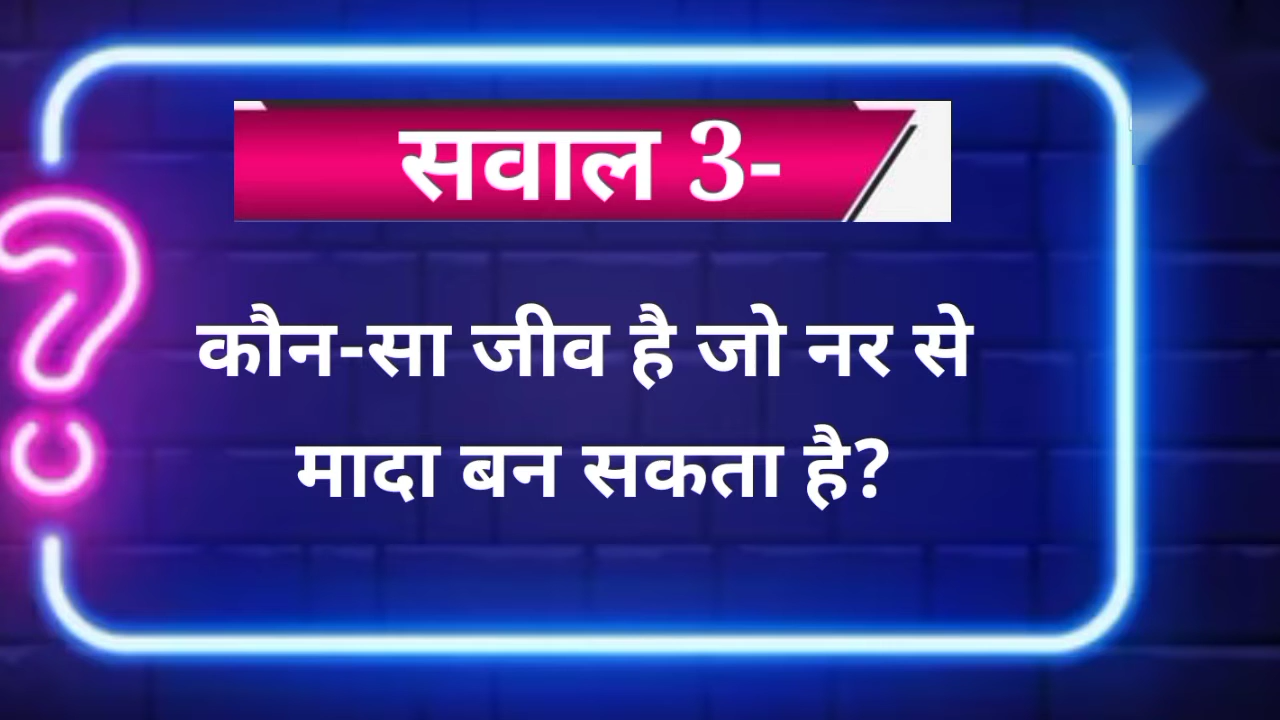 सवाल 3-
कौन-सा जीव है जो नर से
मादा बन सकता है?